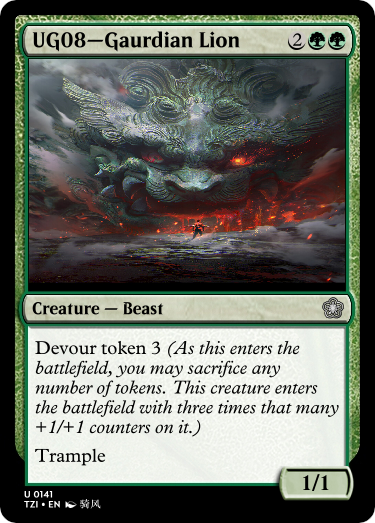 UG08—Gaurdian Lion 2
Creature — Beast
Devour token 3 (As this enters the
battlefield, you may sacrifice any
number of tokens. This creature enters
the battlefield with three times that many
+1/+1 counters on it.)
Trample
1/1
U 0141
TZI • EN 骑风